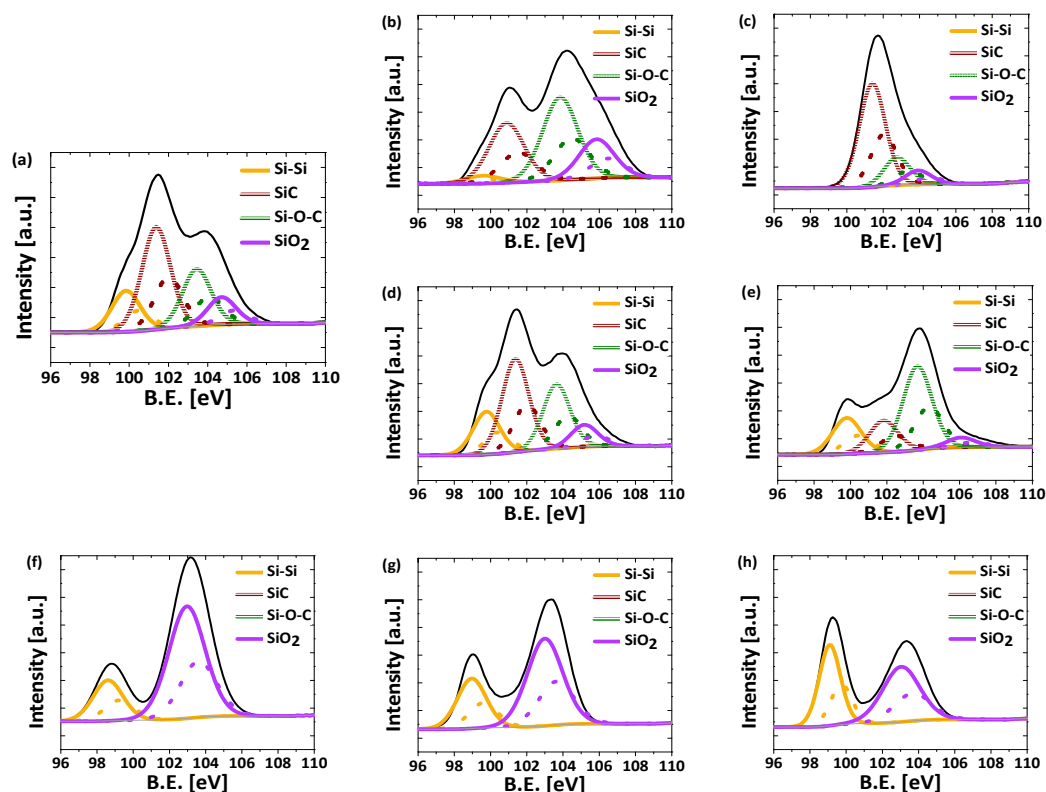 (a)
Intensity [a.u.]
Si-Si
SiC
Si-O-C
SiO2
96 98 100 102 104 106 108 110
B.E. [eV]
(b)
Intensity [a.u.]
Si-Si
SiC
Si-O-C
SiO2
96 98 100 102 104 106 108 110
B.E. [eV]
(c)
Intensity [a.u.]
Si-Si
SiC
Si-O-C
SiO2
96 98 100 102 104 106 108 110
B.E. [eV]
(d)
Intensity [a.u.]
Si-Si
SiC
Si-O-C
SiO2
96 98 100 102 104 106 108 110
B.E. [eV]
(e)
Intensity [a.u.]
Si-Si
SiC
Si-O-C
SiO2
96 98 100 102 104 106 108 110
B.E. [eV]
(f)
Intensity [a.u.]
Si-Si
SiC
Si-O-C
SiO2
96 98 100 102 104 106 108 110
B.E. [eV]
(g)
Intensity [a.u.]
Si-Si
SiC
Si-O-C
SiO2
96 98 100 102 104 106 108 110
B.E. [eV]
(h)
Intensity [a.u.]
Si-Si
SiC
Si-O-C
SiO2
96 98 100 102 104 106 108 110
B.E. [eV]